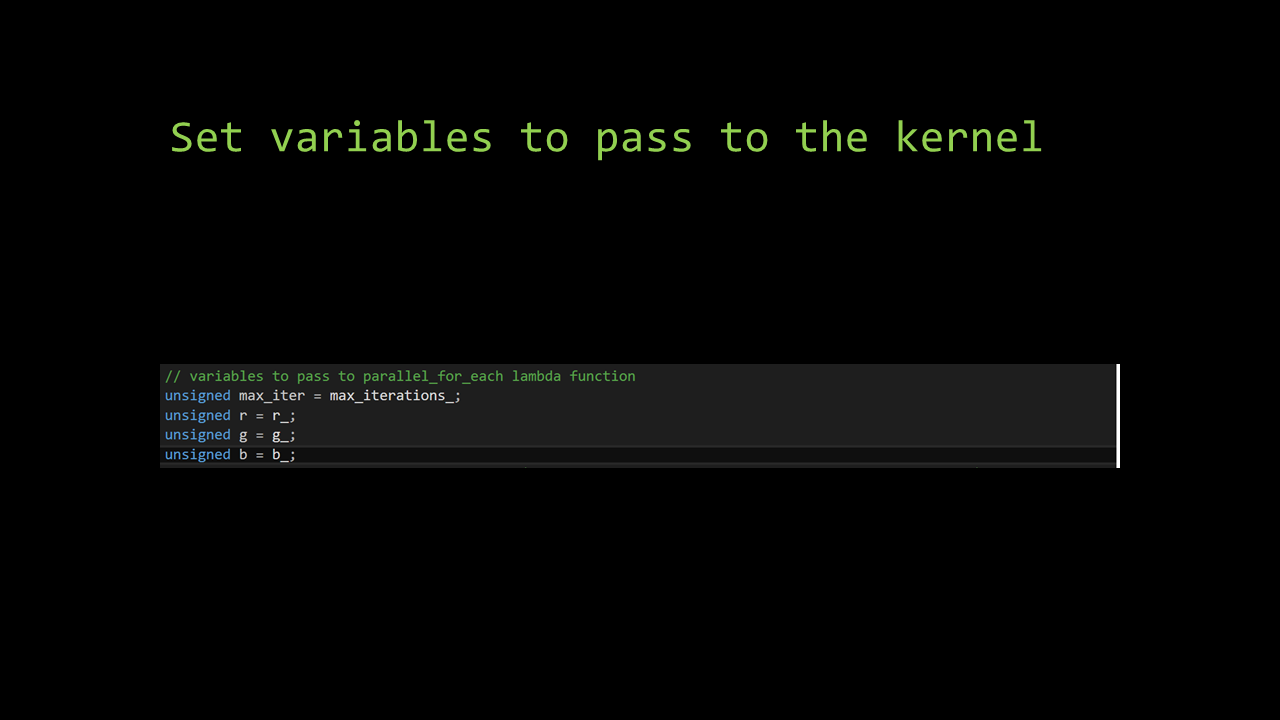 Set variables to pass to the kernel
// variables to pass to parallel_for_each lambda function
unsigned max_iter = max_iterations_;
unsigned r = r_;
unsigned g = g_;
unsigned b = b_;